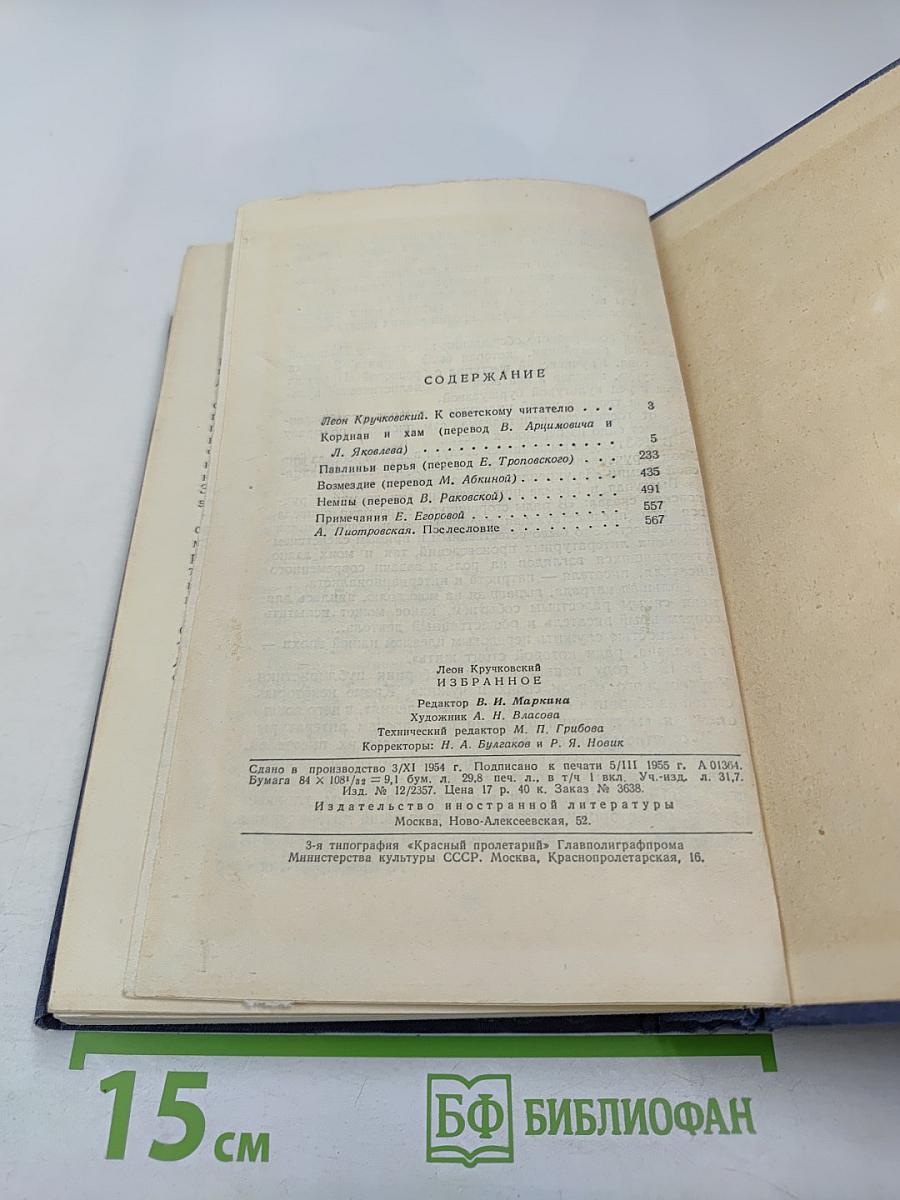 СОДЕРЖАНИЕ
Леон Кручковский. К советскому читателю . . . 3
Кордиан и хам (перевод В. Арцимовича и
Л. Яковлева) . . . . . . . . . . . . . . . . 5
Павлиньи перья (перевод Е. Троповского) . . . 233
Возмездие (перевод М. Абкиной) . . . . . . . . 435
Немцы (перевод В. Раковской) . . . . . . . . . 491
Примечания Е. Егоровой . . . . . . . . . . . . 557
А. Пиотровская. Послесловие . . . . . . . . . 567
Леон Кручковский
ИЗБРАННОЕ
Редактор В. И. Маркина
Художник А. Н. Власова
Технический редактор М. П. Грибова
Корректоры: Н. А. Булгаков и Р. Я. Новик
Сдано в производство 3/XI 1954 г. Подписано к печати 5/III 1955 г. А 01364.
Бумага 84 × 108¹/₃₂ = 9,1 бум. л. 29,8 печ. л., в т/ч 1 вкл. Уч.-изд. л. 31,7.
Изд. № 12/2357. Цена 17 р. 40 к. Заказ № 3638.
Издательство иностранной литературы
Москва, Ново-Алексеевская, 52.
3-я типография «Красный пролетарий» Главполиграфпрома
Министерства культуры СССР. Москва, Краснопролетарская, 16.
15 см
БФ БИБЛИОФАН